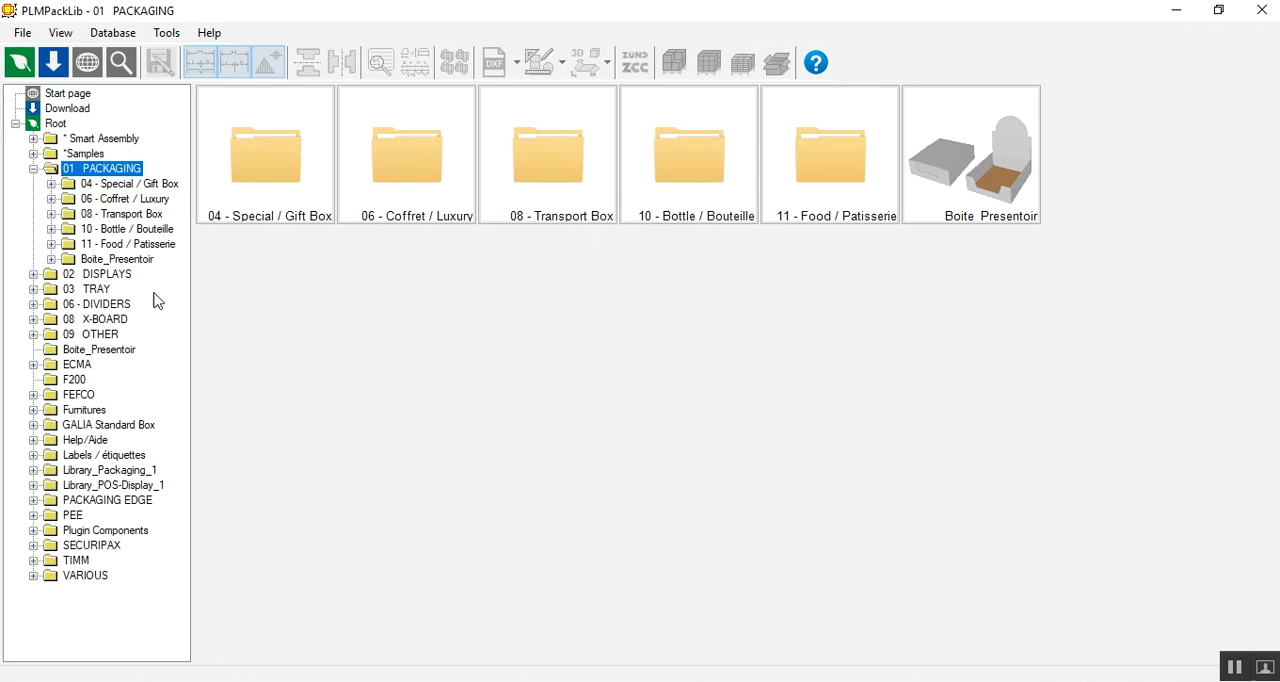 PLMPackLib - 01 PACKAGING
File View Database Tools Help
DXF
3D
ZÜND
ZCC
?
Start page
Download
Root
* Smart Assembly
*Samples
01 PACKAGING
04 - Special / Gift Box
06 - Coffret / Luxury
08 - Transport Box
10 - Bottle / Bouteille
11 - Food / Patisserie
Boite_Presentoir
02 DISPLAYS
03 TRAY
06 - DIVIDERS
08 X-BOARD
09 OTHER
Boite_Presentoir
ECMA
F200
FEFCO
Furnitures
GALIA Standard Box
Help/Aide
Labels / étiquettes
Library_Packaging_1
Library_POS-Display_1
PACKAGING EDGE
PEE
Plugin Components
SECURIPAX
TIMM
VARIOUS
04 - Special / Gift Box
06 - Coffret / Luxury
08 - Transport Box
10 - Bottle / Bouteille
11 - Food / Patisserie
Boite Presentoir